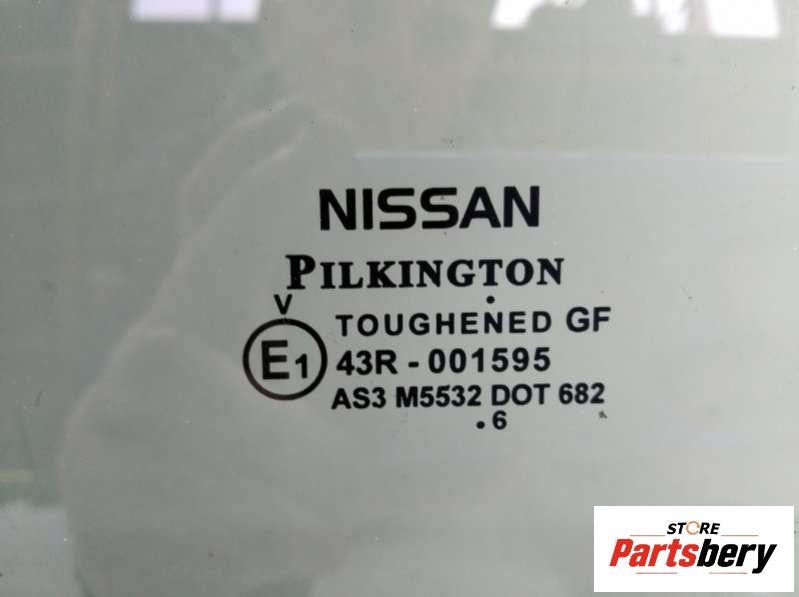 NISSAN
PILKINGTON
V
TOUGHENED GF
E1
43R - 001595
AS3 M5532 DOT 682
.6
STORE
Partsbery